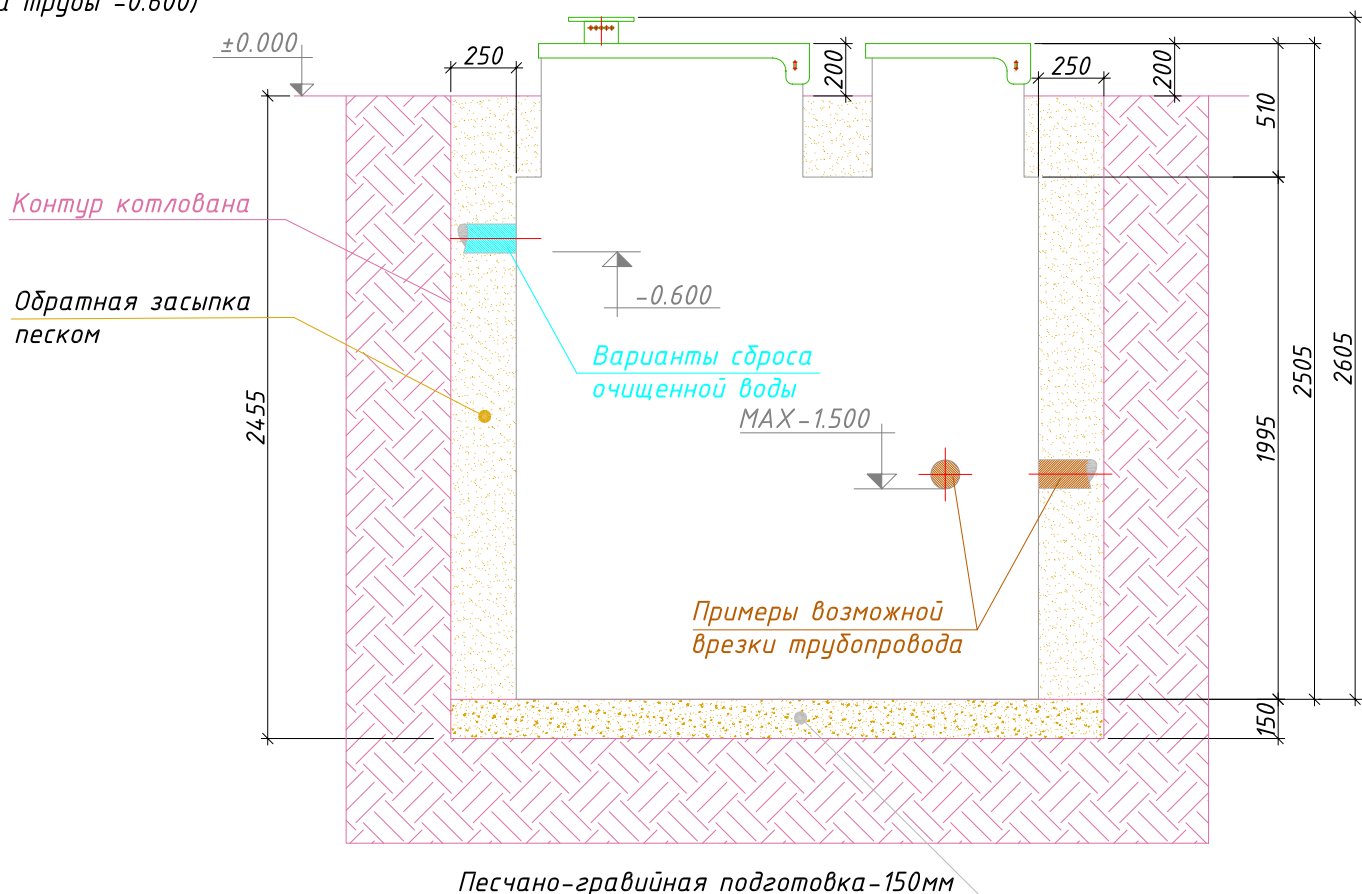 трубы -0.600)
±0.000
250
200
250
200
510
Контур котлована
Обратная засыпка
песком
-0.600
Варианты сброса
очищенной воды
MAX-1.500
2455
1995
2505
2605
Примеры возможной
врезки трубопровода
150
Песчано-гравийная подготовка-150мм